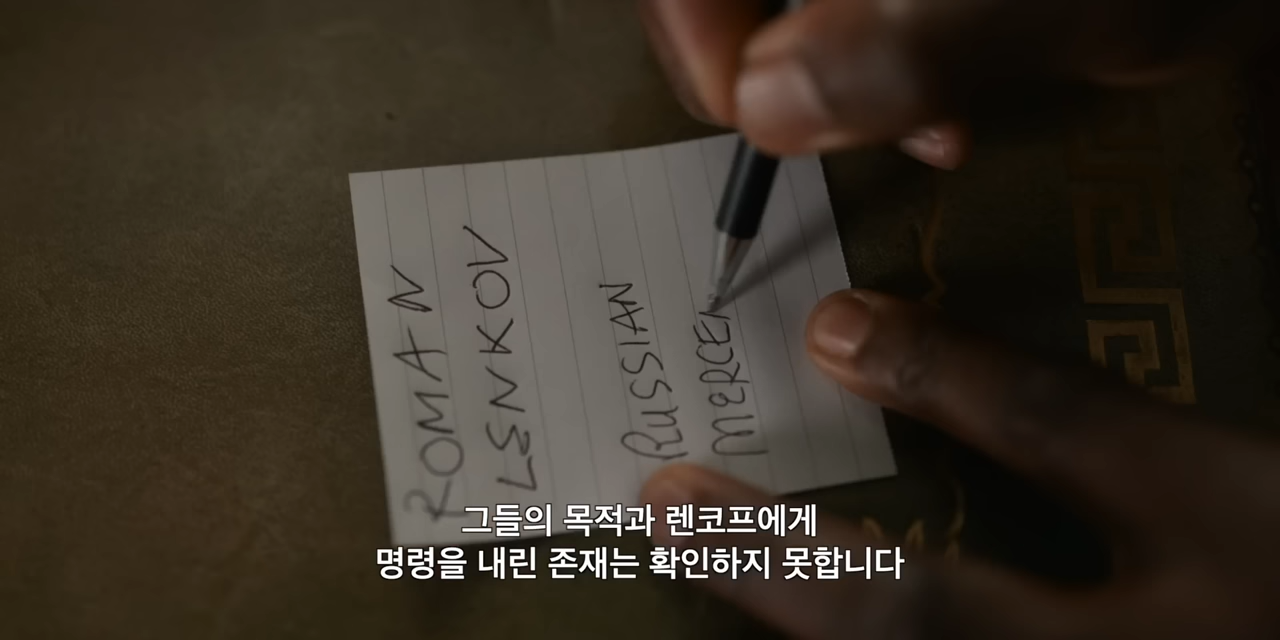 ROMAN
LENKOV
RUSSIAN
MERCEN
그들의 목적과 렌코프에게
명령을 내린 존재는 확인하지 못합니다